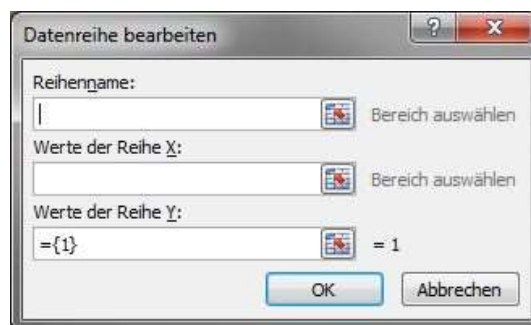 Datenreihe bearbeiten
Reihenname:
Bereich auswählen
Werte der Reihe X:
Bereich auswählen
Werte der Reihe Y:
={1} = 1
OK Abbrechen